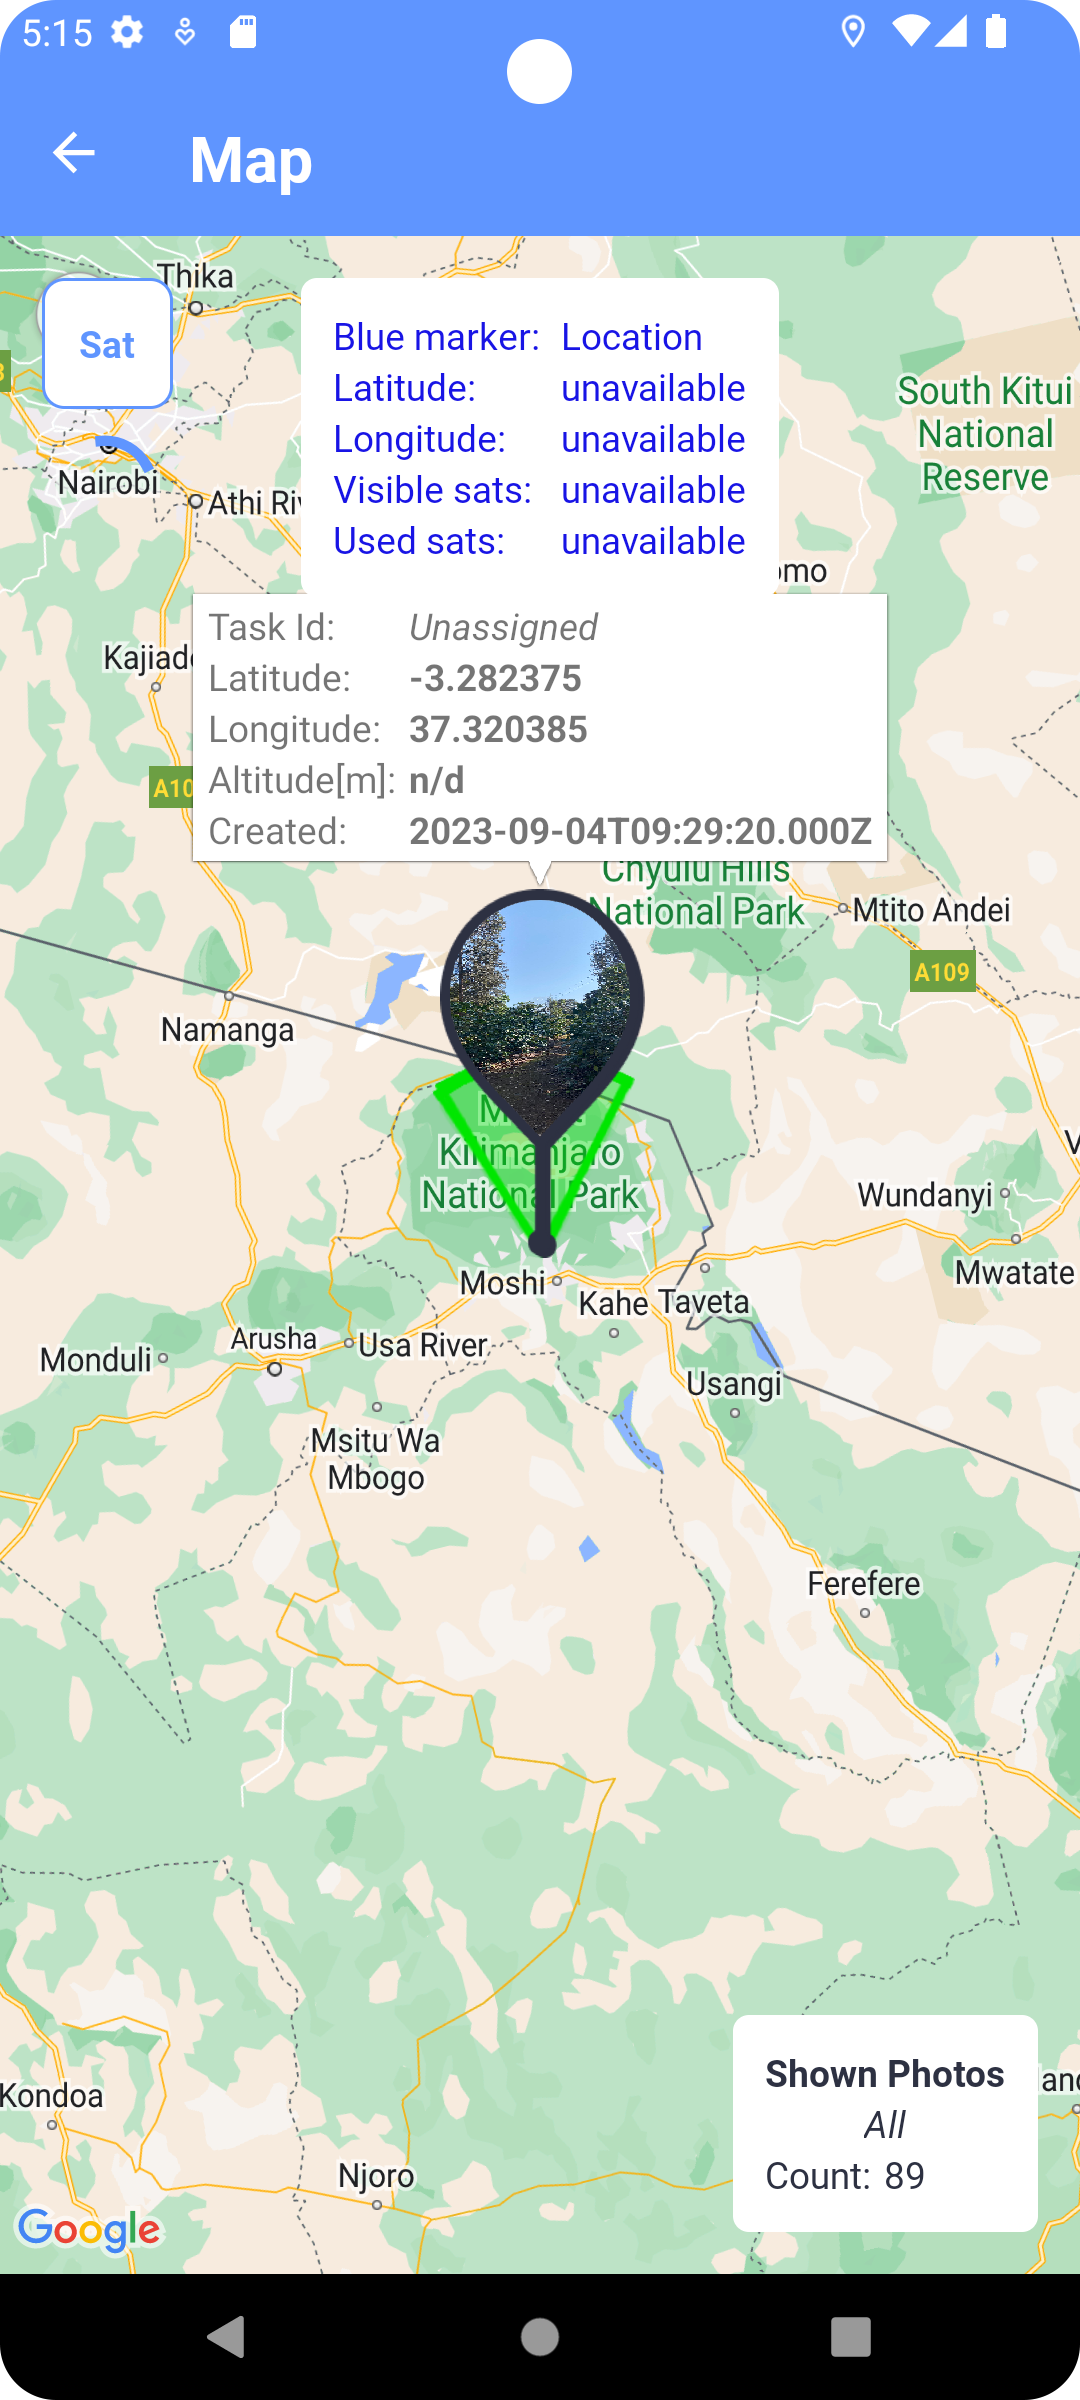 5:15
Map
Thika
Sat
Blue marker: Location
Latitude: unavailable
Longitude: unavailable
Visible sats: unavailable
Used sats: unavailable
South Kitui
National
Reserve
Nairobi
Athi Riv
omo
Task Id: Unassigned
Latitude: -3.282375
Longitude: 37.320385
Altitude[m]: n/d
Created: 2023-09-04T09:29:20.000Z
Kajiado
A10
Chyulu Hills
National Park
Mtito Andei
A109
Namanga
Kilimanjaro
National Park
Wundanyi
Mwatate
Moshi
Kahe
Taveta
Arusha
Usa River
Monduli
Usangi
Msitu Wa
Mbogo
Ferefere
Shown Photos
All
Count: 89
Kondoa
Njoro
Google